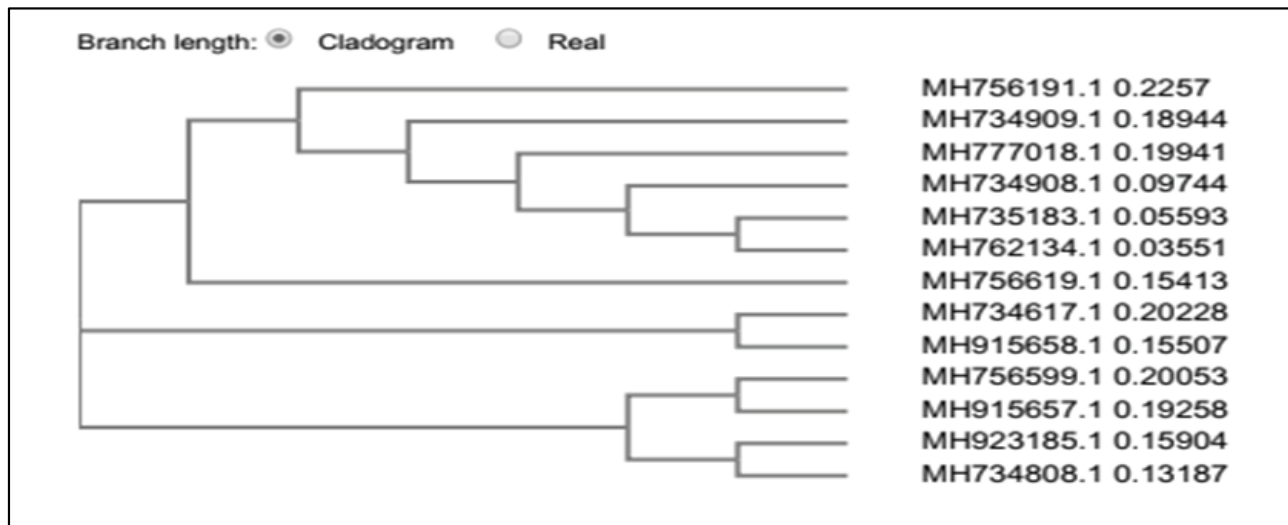 Branch length: Cladogram Real
MH756191.1 0.2257
MH734909.1 0.18944
MH777018.1 0.19941
MH734908.1 0.09744
MH735183.1 0.05593
MH762134.1 0.03551
MH756619.1 0.15413
MH734617.1 0.20228
MH915658.1 0.15507
MH756599.1 0.20053
MH915657.1 0.19258
MH923185.1 0.15904
MH734808.1 0.13187